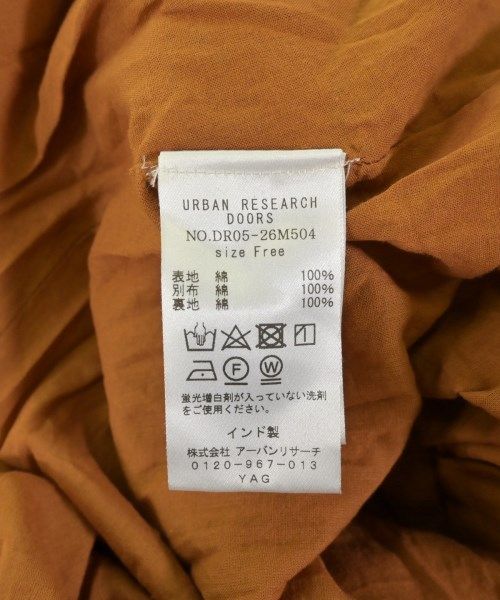 URBAN RESEARCH
DOORS
NO.DR05-26M504
size Free
表地 綿 100%
別布 綿 100%
裏地 綿 100%
F W
蛍光増白剤が入っていない洗剤
をご使用ください。
インド製
株式会社 アーバンリサーチ
0120-967-013
YAG